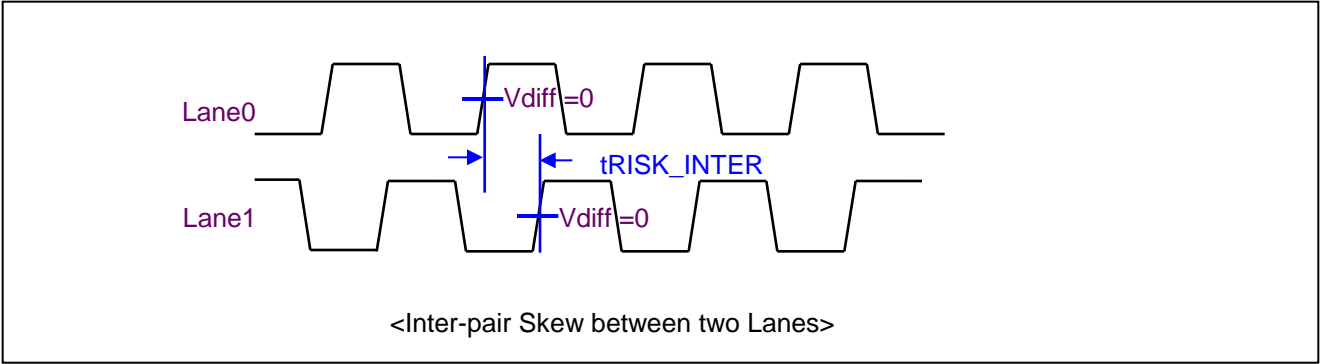 Lane0
Vdiff =0
tRISK_INTER
Lane1
Vdiff =0
<Inter-pair Skew between two Lanes>